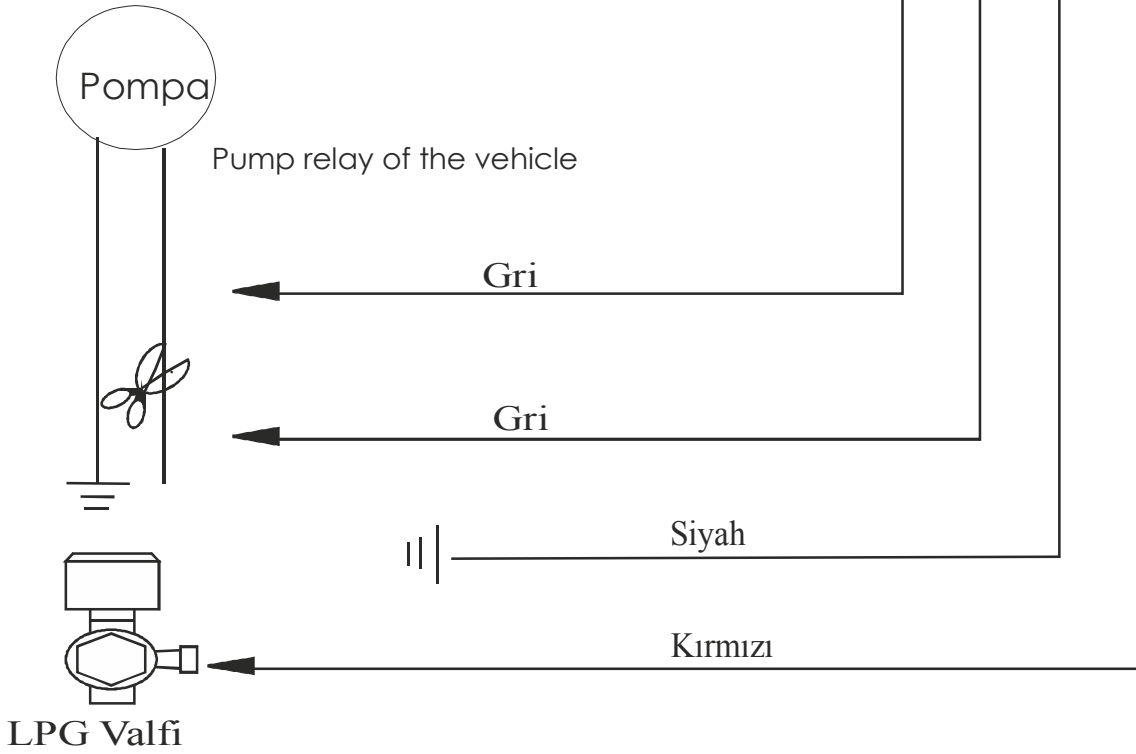 Pompa
Pump relay of the vehicle
Gri
Gri
Siyah
Kırmızı
LPG Valfi